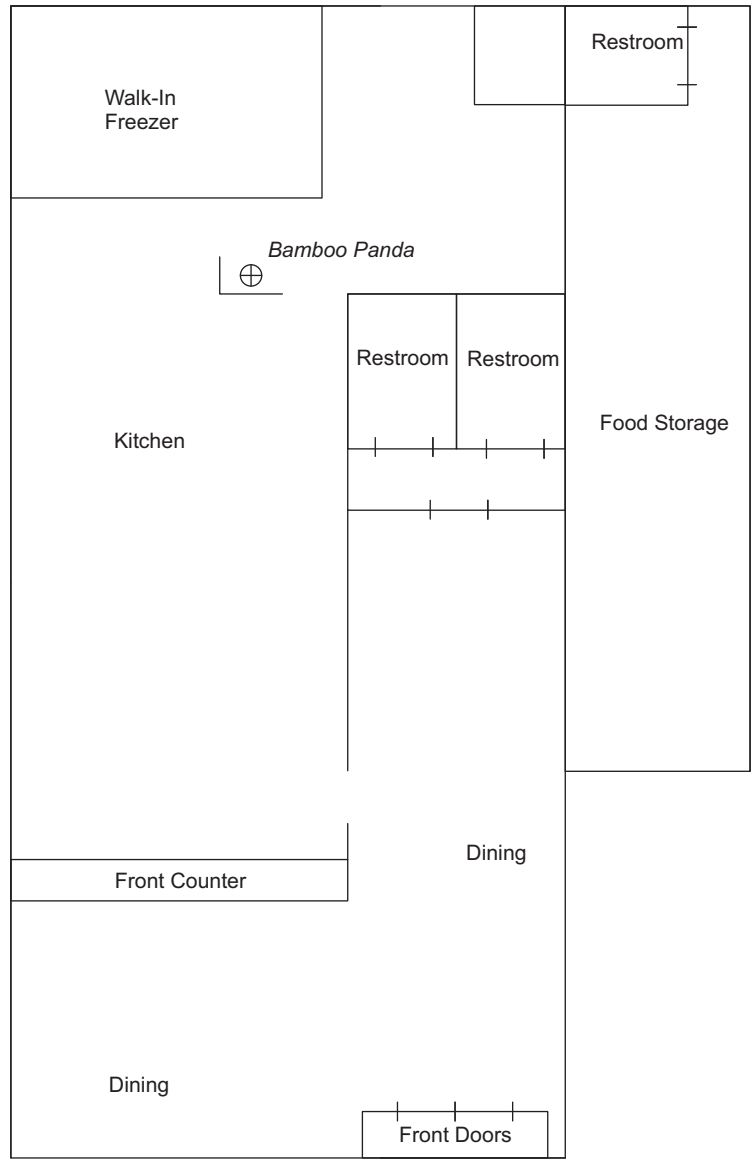 Restroom
Walk-In
Freezer
Bamboo Panda
Restroom
Restroom
Food Storage
Kitchen
Dining
Front Counter
Dining
Front Doors